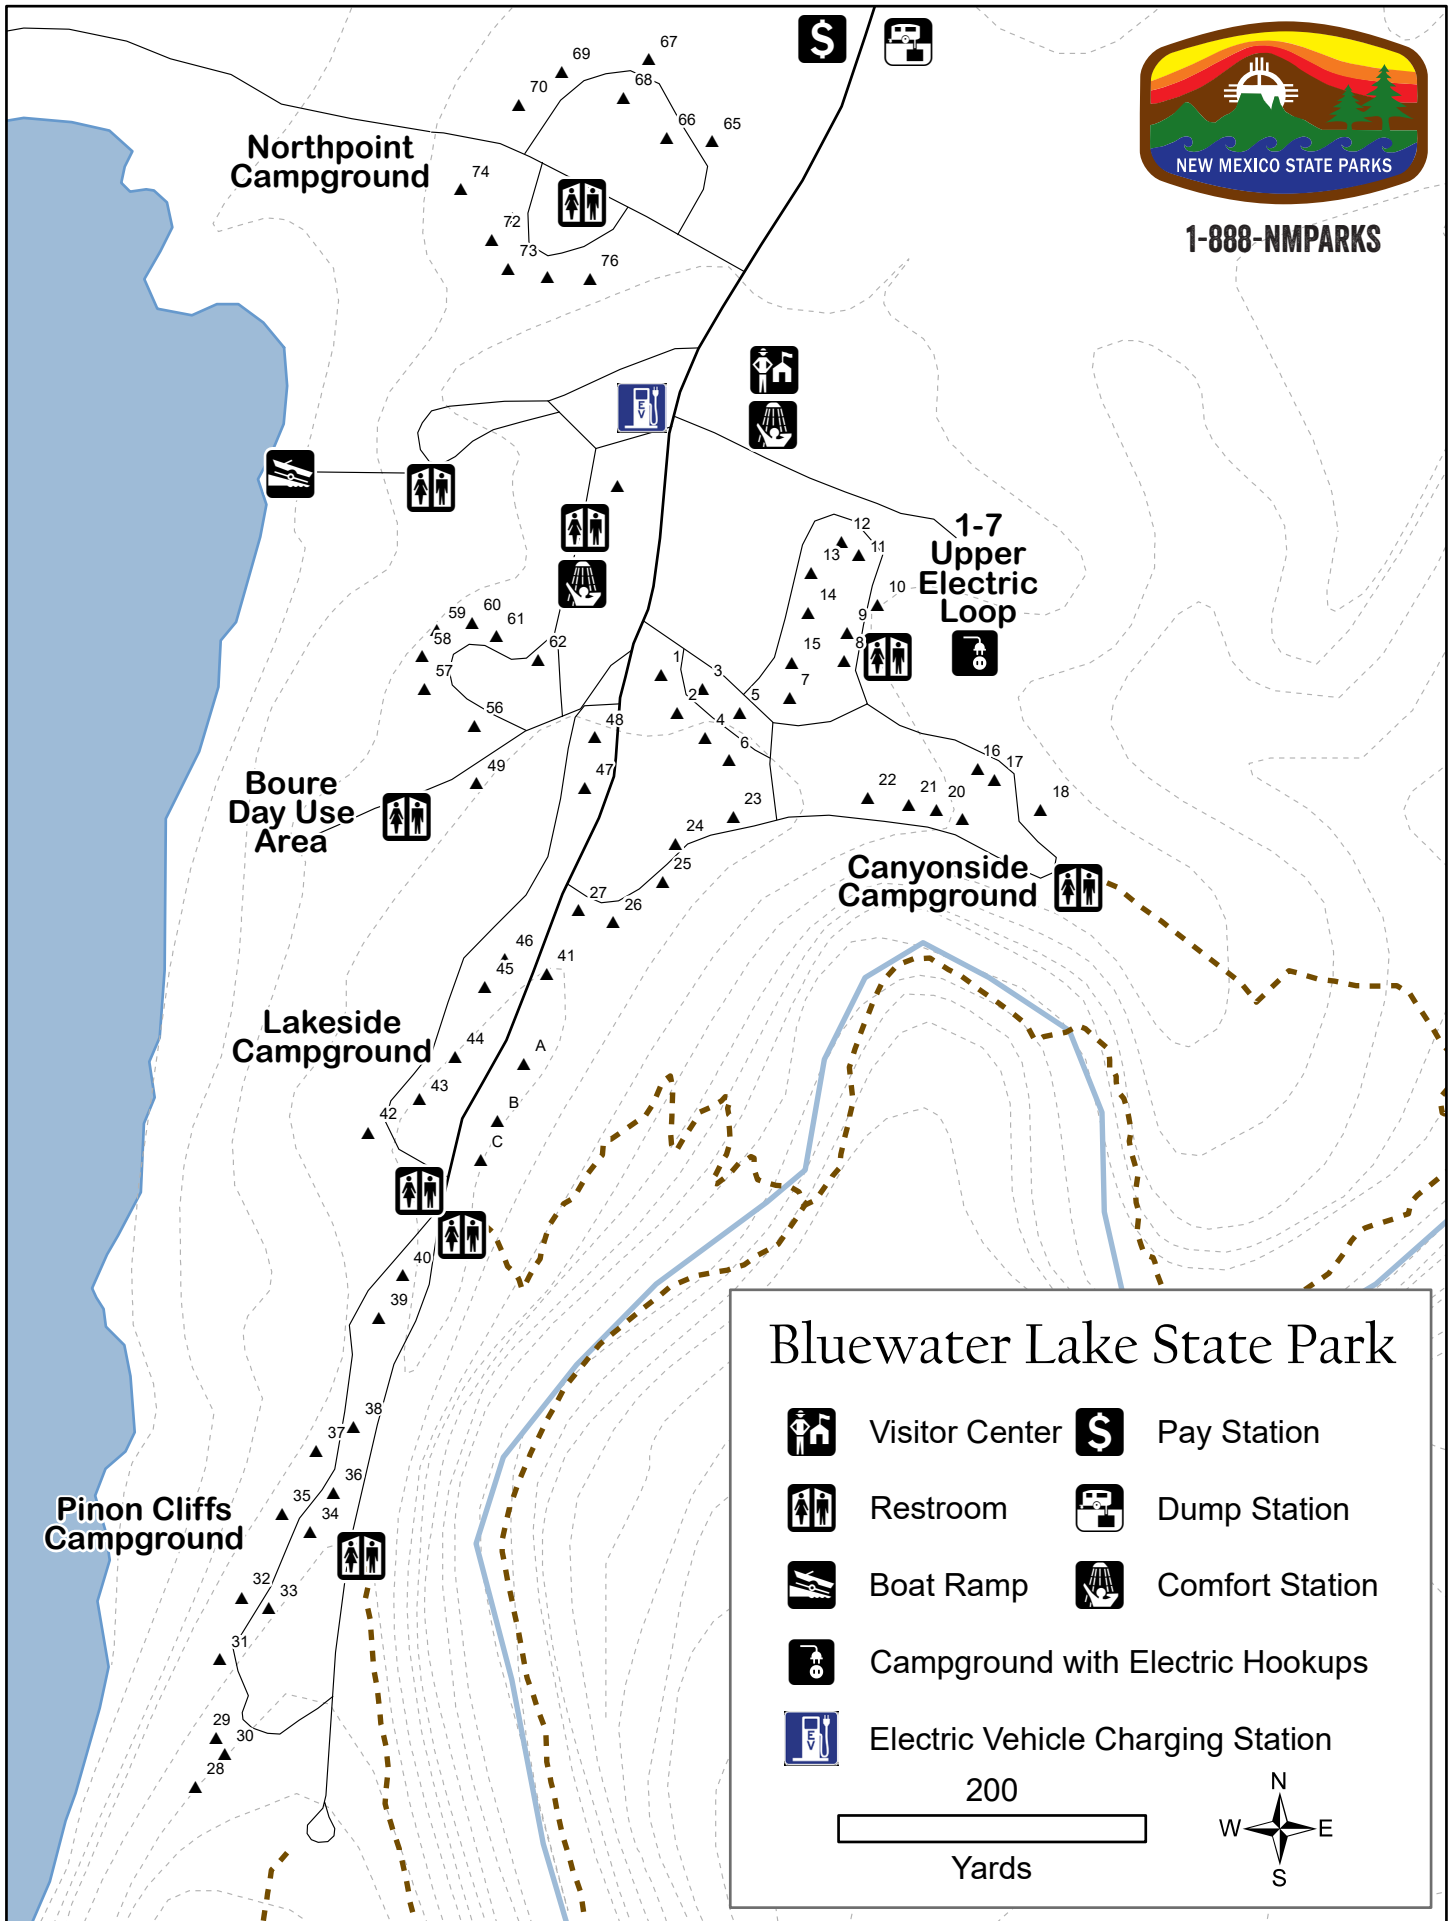 67
69
68
70
66
65
$
NEW MEXICO STATE PARKS
1-888-NMPARKS
Northpoint
Campground
74
72
73
76
EV
12
11
13
10
14
9
8
15
7
1-7
Upper
Electric
Loop
60
59
61
58
62
57
56
1
3
2
5
4
6
48
47
49
Boure
Day Use
Area
16
17
22
21
20
18
23
24
25
27
26
Canyonside
Campground
46
45
41
Lakeside
Campground
44
A
43
B
42
C
40
39
38
37
36
35
34
Pinon Cliffs
Campground
32
33
31
29
30
28
Bluewater Lake State Park
Visitor Center
$
Pay Station
Restroom
Dump Station
Boat Ramp
Comfort Station
Campground with Electric Hookups
EV
Electric Vehicle Charging Station
200
Yards
N
W
E
S